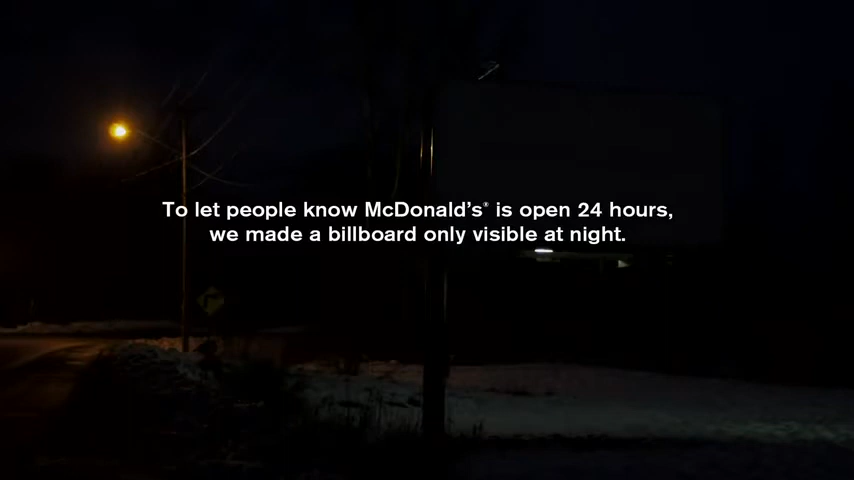 To let people know McDonald's® is open 24 hours,
we made a billboard only visible at night.